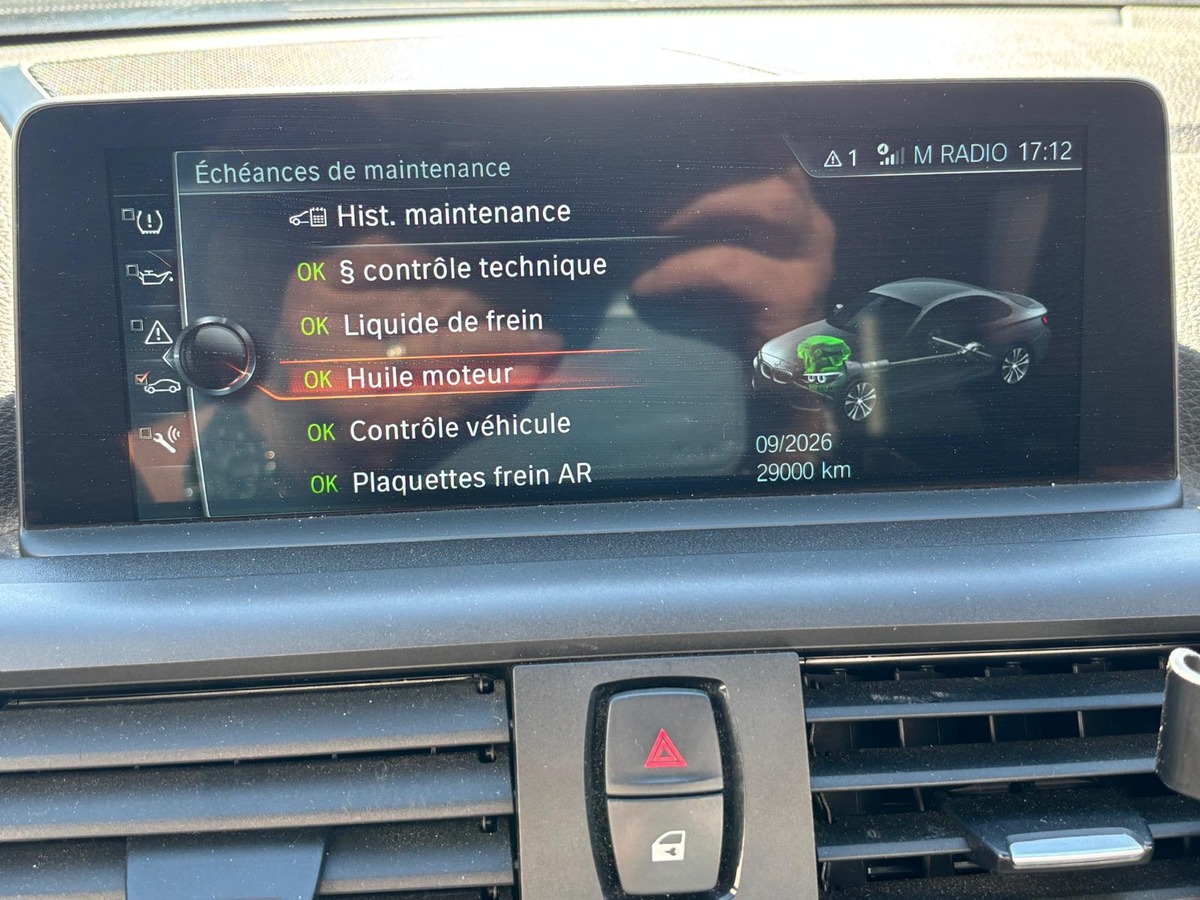 Échéances de maintenance
1 M RADIO 17:12
Hist. maintenance
OK § contrôle technique
OK Liquide de frein
OK Huile moteur
OK Contrôle véhicule
OK Plaquettes frein AR
09/2026
29000 km